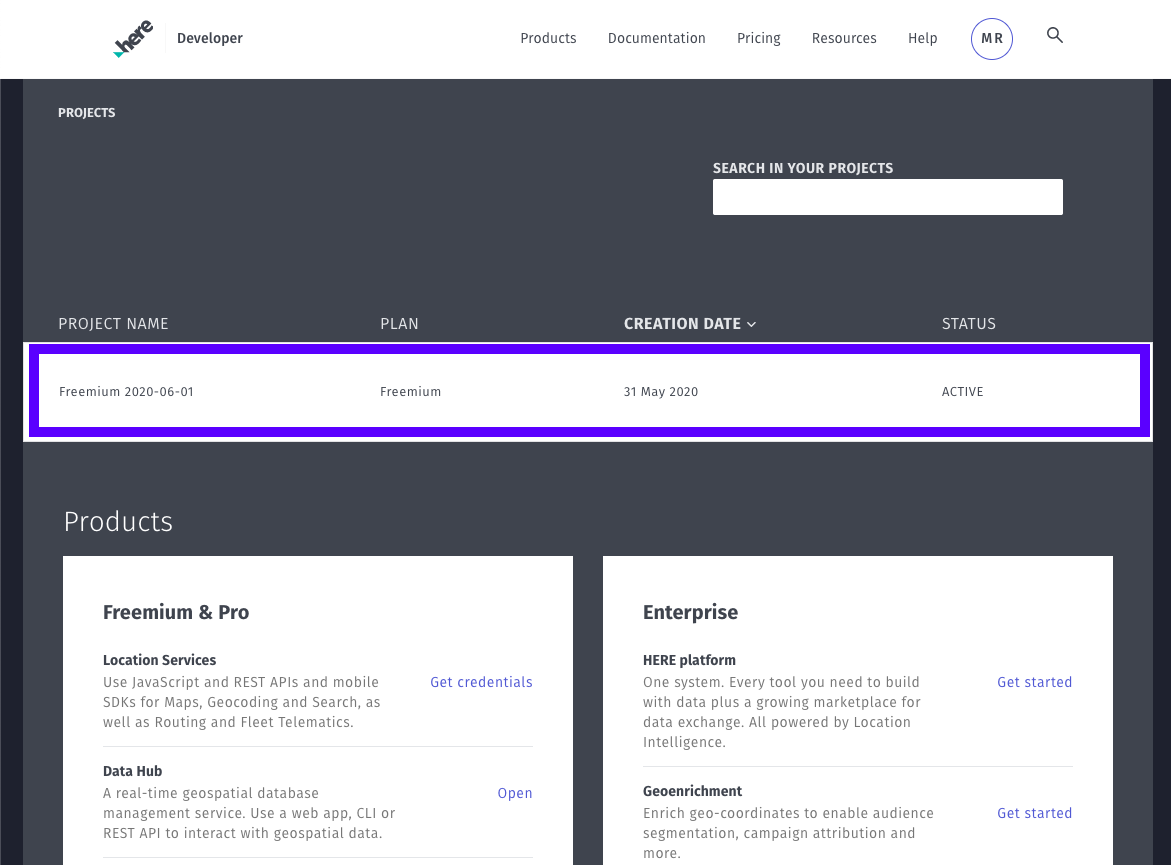 here Developer Products Documentation Pricing Resources Help MR
PROJECTS
SEARCH IN YOUR PROJECTS
PROJECT NAME PLAN CREATION DATE STATUS
Freemium 2020-06-01 Freemium 31 May 2020 ACTIVE
Products
Freemium & Pro
Location Services
Use JavaScript and REST APIs and mobile Get credentials
SDKs for Maps, Geocoding and Search, as
well as Routing and Fleet Telematics.
Data Hub
A real-time geospatial database Open
management service. Use a web app, CLI or
REST API to interact with geospatial data.
Enterprise
HERE platform
One system. Every tool you need to build Get started
with data plus a growing marketplace for
data exchange. All powered by Location
Intelligence.
Geoenrichment
Enrich geo-coordinates to enable audience Get started
segmentation, campaign attribution and
more.